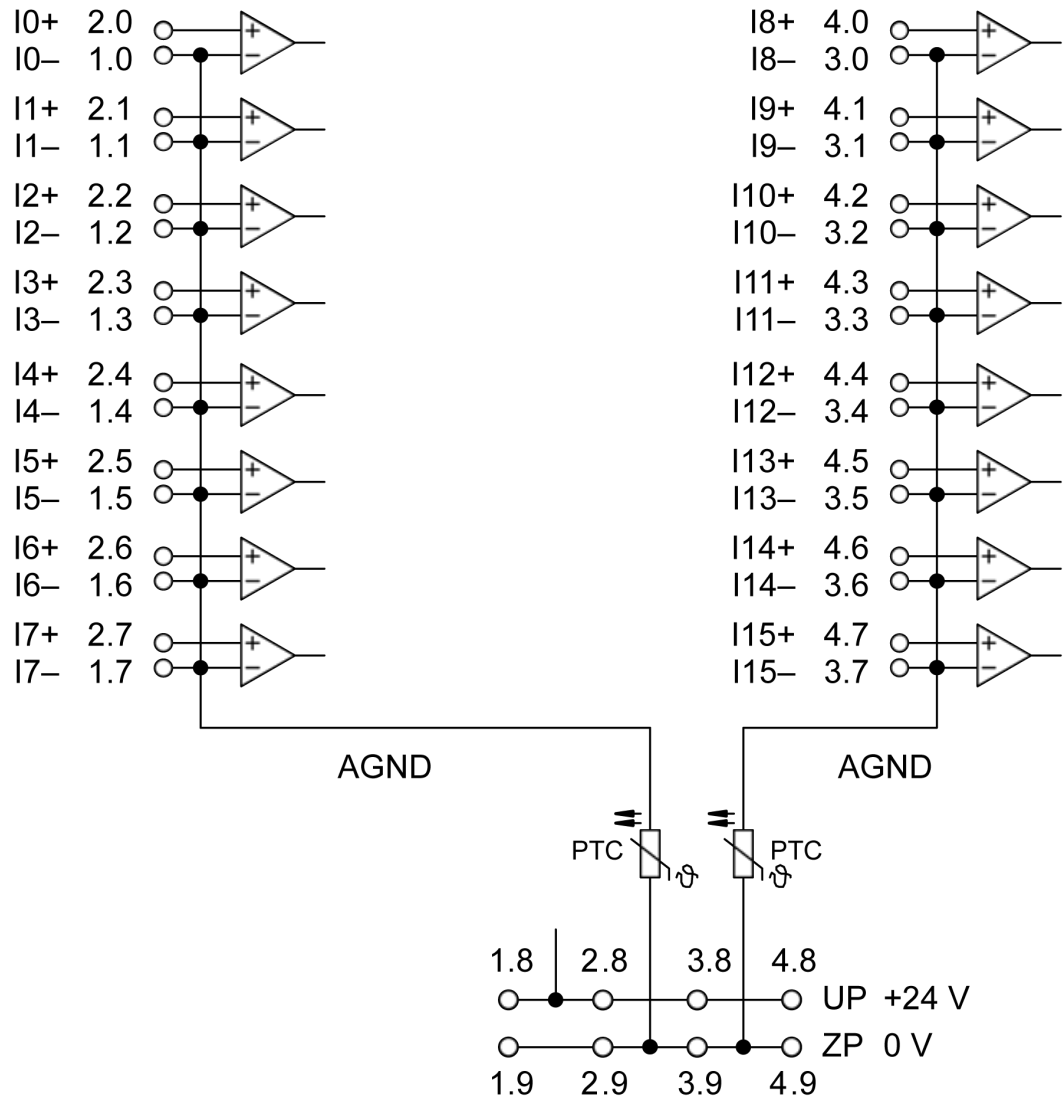 I0+ 2.0
I0– 1.0
I1+ 2.1
I1– 1.1
I2+ 2.2
I2– 1.2
I3+ 2.3
I3– 1.3
I4+ 2.4
I4– 1.4
I5+ 2.5
I5– 1.5
I6+ 2.6
I6– 1.6
I7+ 2.7
I7– 1.7
I8+ 4.0
I8– 3.0
I9+ 4.1
I9– 3.1
I10+ 4.2
I10– 3.2
I11+ 4.3
I11– 3.3
I12+ 4.4
I12– 3.4
I13+ 4.5
I13– 3.5
I14+ 4.6
I14– 3.6
I15+ 4.7
I15– 3.7
AGND
AGND
PTC ϑ
PTC ϑ
1.8 2.8 3.8 4.8
UP +24 V
ZP 0 V
1.9 2.9 3.9 4.9